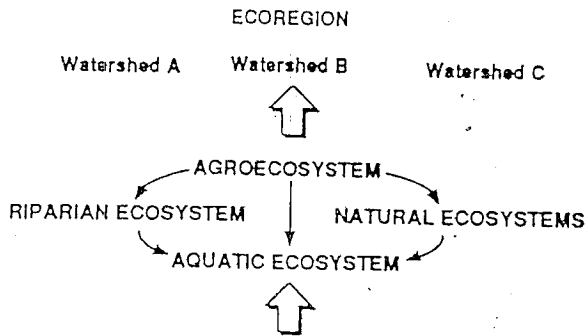 ECOREGION
Watershed A Watershed B Watershed C
AGROECOSYSTEM
RIPARIAN ECOSYSTEM NATURAL ECOSYSTEMS
AQUATIC ECOSYSTEM